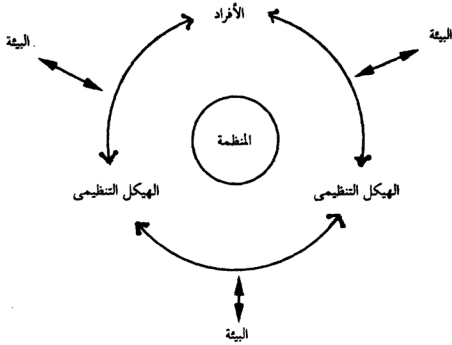 الأفراد
البيئة
البيئة
المنظمة
الهيكل التنظيمى
الهيكل التنظيمى
البيئة